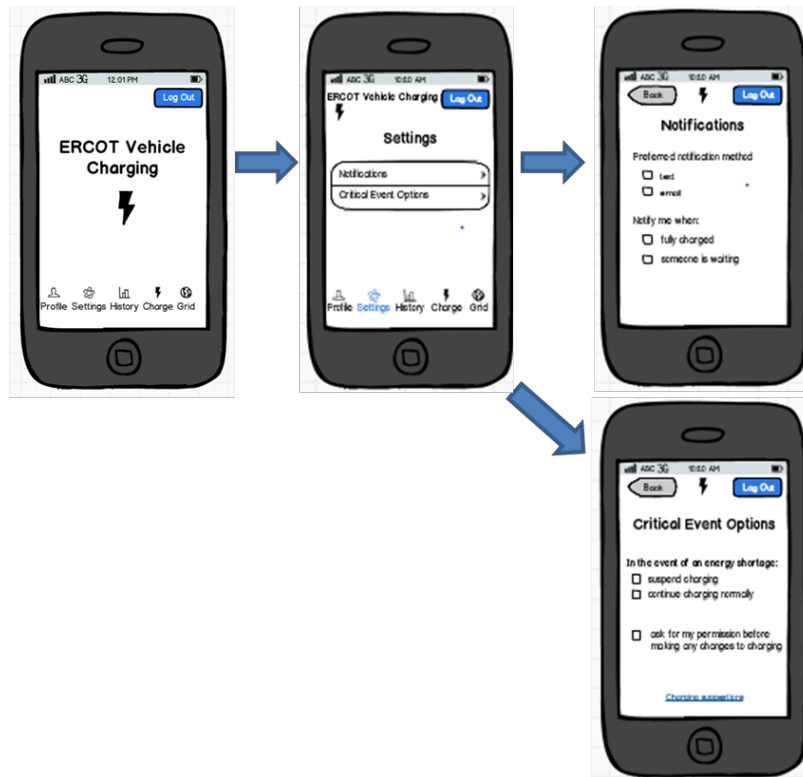 ABC 3G 12:01 PM
Log Out
ERCOT Vehicle
Charging
Profile Settings History Charge Grid
ABC 3G AM
ERCOT Vehicle Charging Log Out
Settings
Notifications
Critical Event Options
Profile Settings History Charge Grid
ABC 3G AM
Back Log Out
Notifications
Preferred notification method
text
email
Notify me when:
fully charged
someone is waiting
ABC 3G AM
Back Log Out
Critical Event Options
In the event of an energy shortage:
suspend charging
continue charging normally
ask for my permission before
making any changes to charging
Charging suggestions